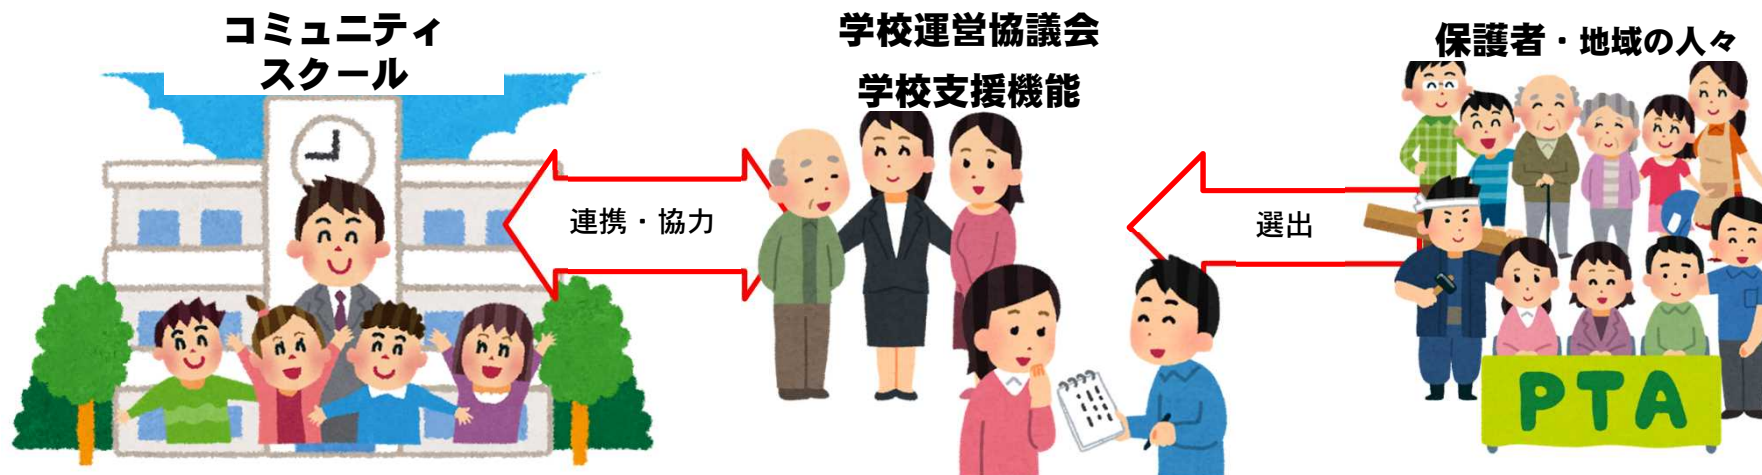 コミュニティ
スクール
学校運営協議会
学校支援機能
保護者・地域の人々
連携・協力
選出
PTA